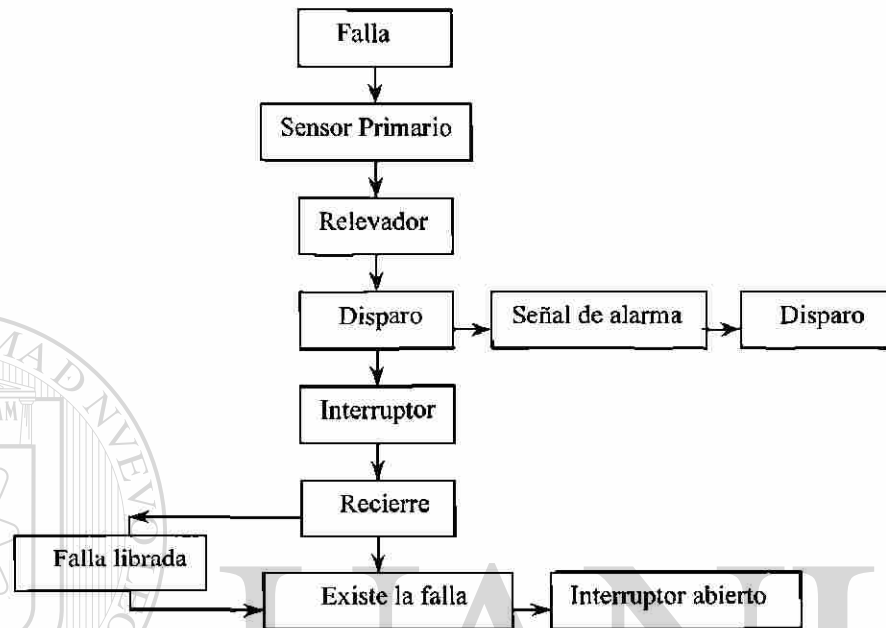 Falla
Sensor Primario
Relevador
Disparo
Señal de alarma
Disparo
Interruptor
Recierre
Falla librada
Existe la falla
Interruptor abierto